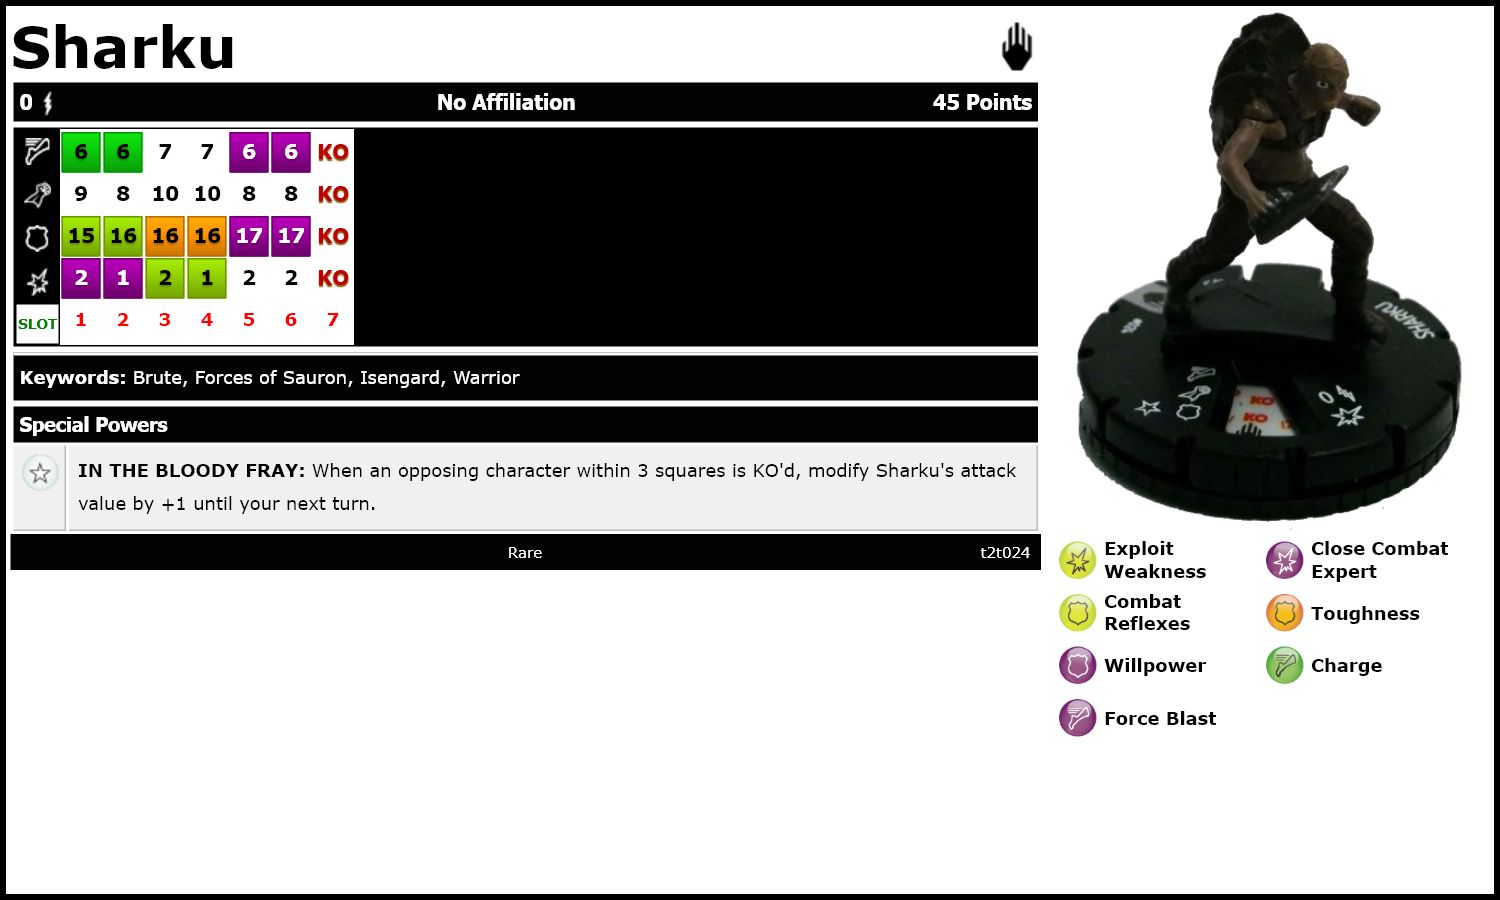 Sharku
0 No Affiliation 45 Points
6 6 7 7 6 6 KO
9 8 10 10 8 8 KO
15 16 16 16 17 17 KO
2 1 2 1 2 2 KO
SLOT 1 2 3 4 5 6 7
Keywords: Brute, Forces of Sauron, Isengard, Warrior
Special Powers
IN THE BLOODY FRAY: When an opposing character within 3 squares is KO'd, modify Sharku's attack
value by +1 until your next turn.
Rare t2t024
SHARKU
KO
KO
0
Exploit
Weakness
Close Combat
Expert
Combat
Reflexes
Toughness
Willpower
Charge
Force Blast